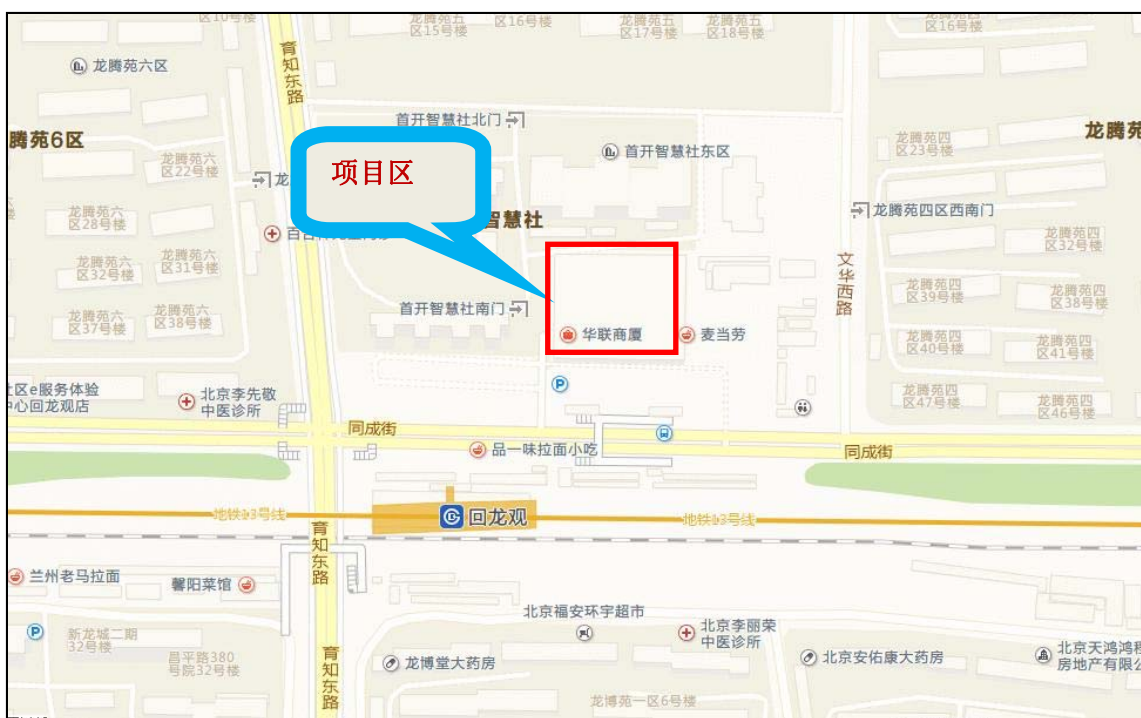 区10号楼
龙腾苑五
区15号楼
区16号楼
龙腾苑五
区17号楼
龙腾苑五
区18号楼
区16号楼
龙腾苑六区
育知东路
首开智慧社北门
腾苑6区
龙腾苑六
区22号楼
项目区
首开智慧社东区
龙腾苑四
区23号楼
龙腾苑
龙腾苑六
区28号楼
智慧社
龙腾苑四区西南门
龙腾苑四
区32号楼
龙腾苑六
区32号楼
龙腾苑六
区31号楼
文华西路
龙腾苑六
区37号楼
龙腾苑六
区38号楼
首开智慧社南门
华联商厦
麦当劳
龙腾苑四
区39号楼
龙腾苑四
区38号楼
龙腾苑四
区40号楼
龙腾苑四
区41号楼
社区e服务体验
中心回龙观店
北京李先敬
中医诊所
P
龙腾苑四
区47号楼
龙腾苑四
区46号楼
同成街
品一味拉面小吃
同成街
地铁13号线
回龙观
地铁13号线
育知东路
兰州老马拉面
馨阳菜馆
北京福安环宇超市
P
新龙城二期
32号楼
北京李丽荣
中医诊所
昌平路380
号院32号楼
育知东路
龙博堂大药房
北京安佑康大药房
北京天鸿鸿程
房地产有限公
龙博苑一区6号楼